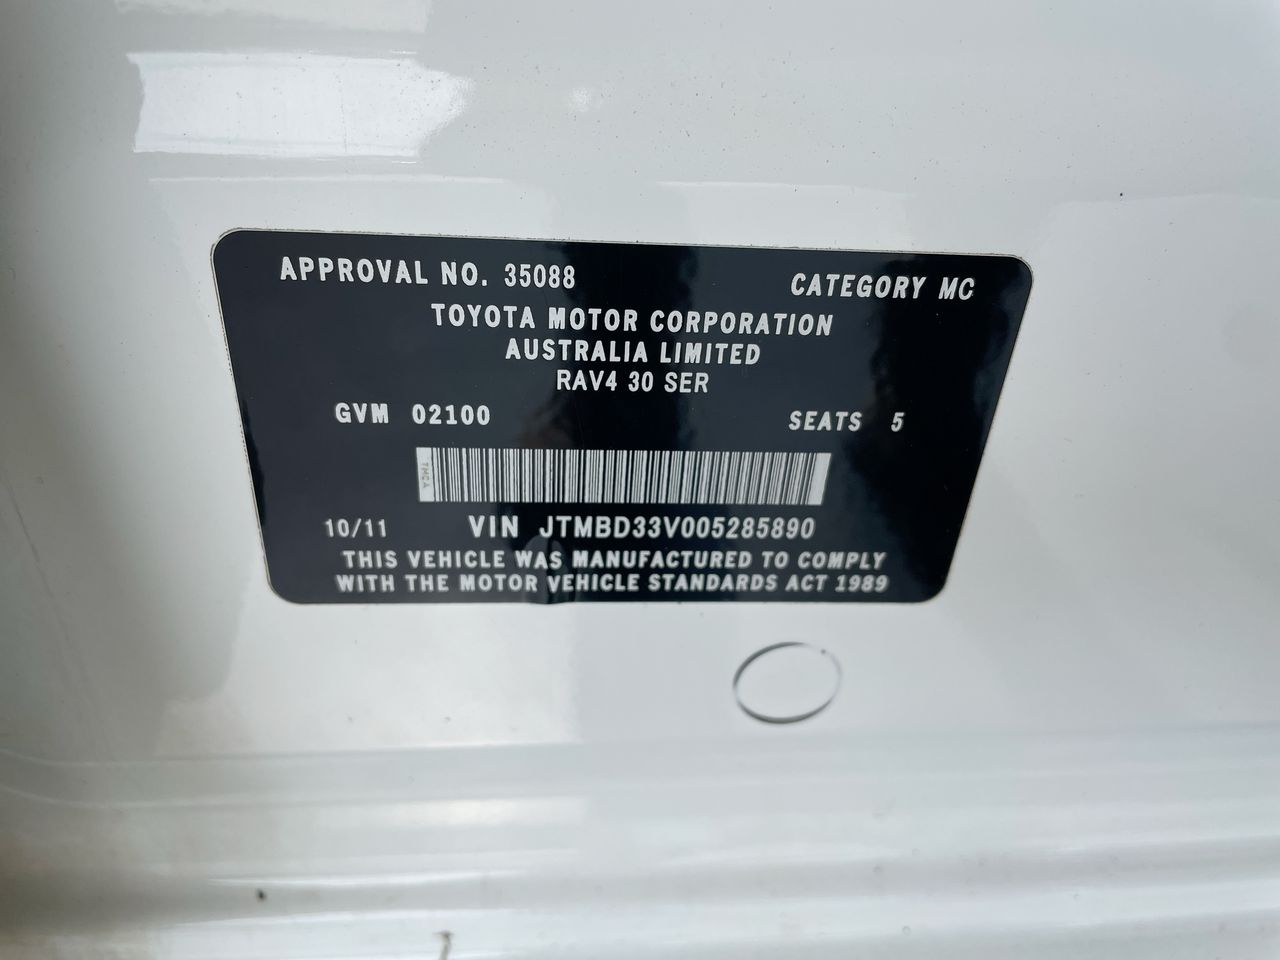 APPROVAL NO. 35088 CATEGORY MC
TOYOTA MOTOR CORPORATION
AUSTRALIA LIMITED
RAV4 30 SER
GVM 02100 SEATS 5
TMCA
10/11 VIN JTMBD33V005285890
THIS VEHICLE WAS MANUFACTURED TO COMPLY
WITH THE MOTOR VEHICLE STANDARDS ACT 1989